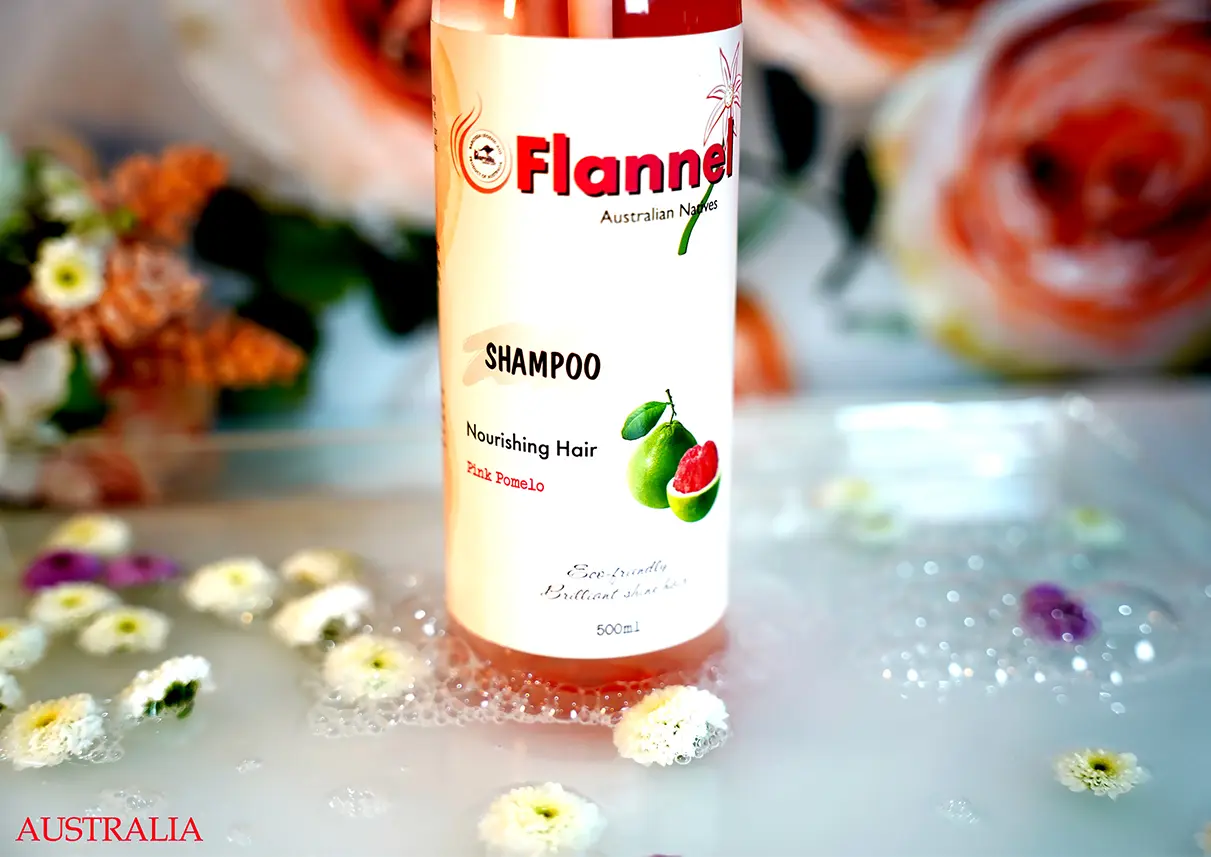 Flannel
Australian Natives
SHAMPOO
Nourishing Hair
Pink Pomelo
Eco-friendly
Brilliant shine hair
500ml
AUSTRALIA